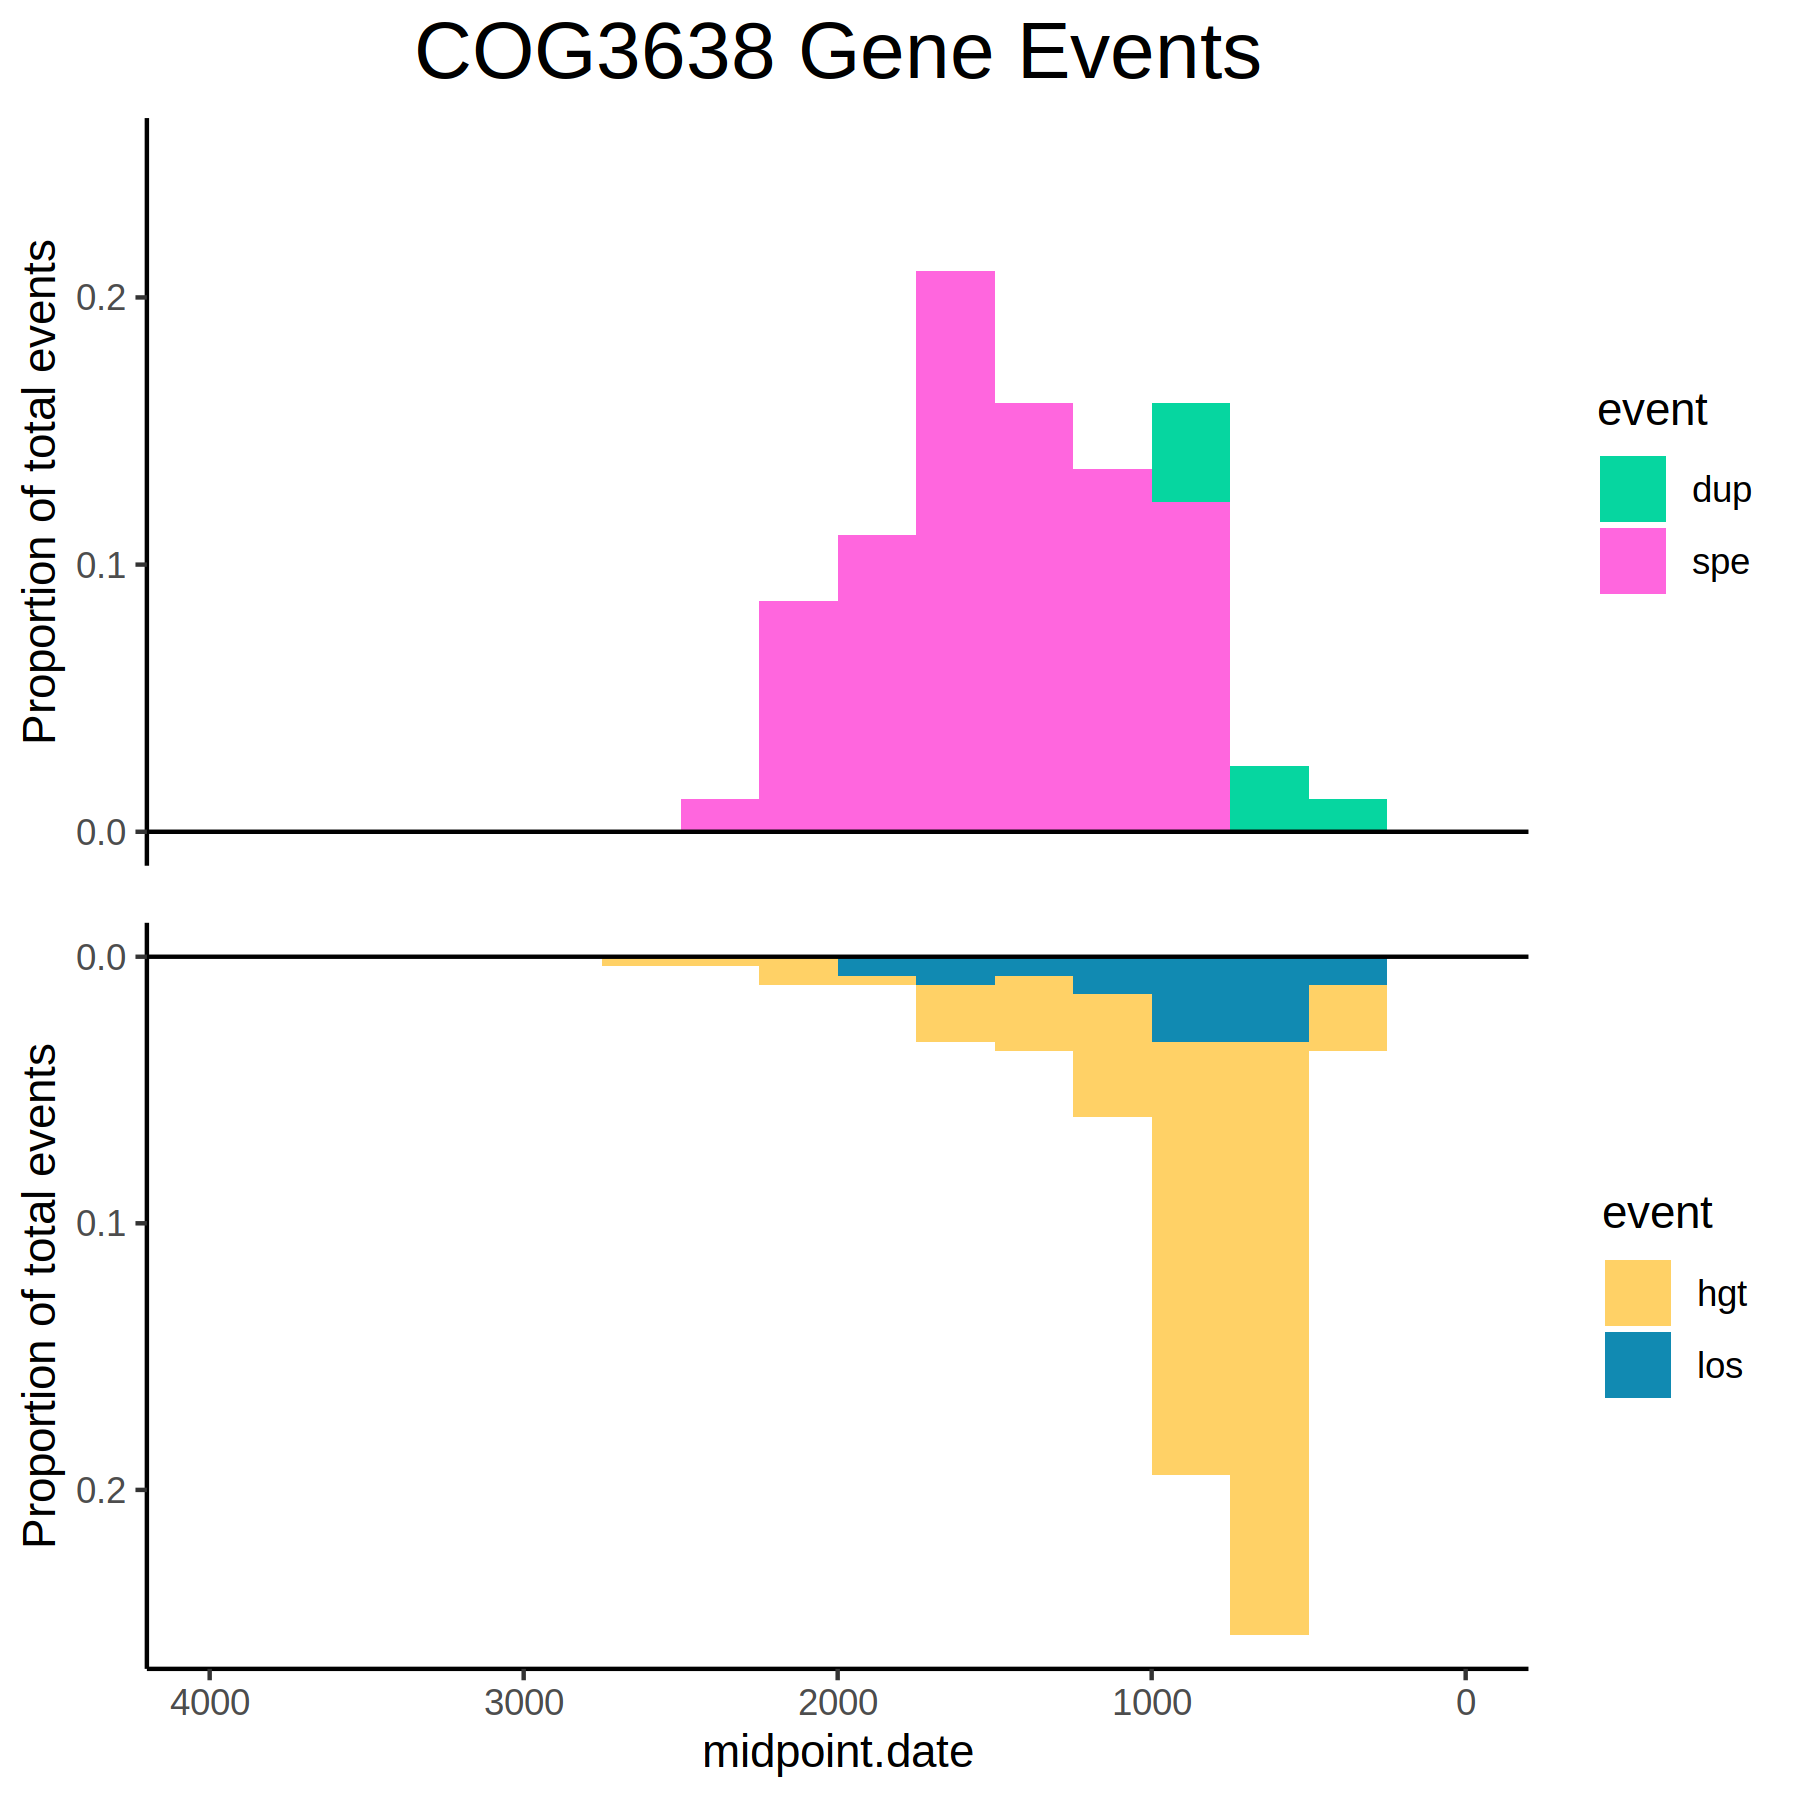 COG3638 Gene Events
Proportion of total events
0.2
0.1
0.0
event
dup
spe
Proportion of total events
0.0
0.1
0.2
event
hgt
los
4000 3000 2000 1000 0
midpoint.date